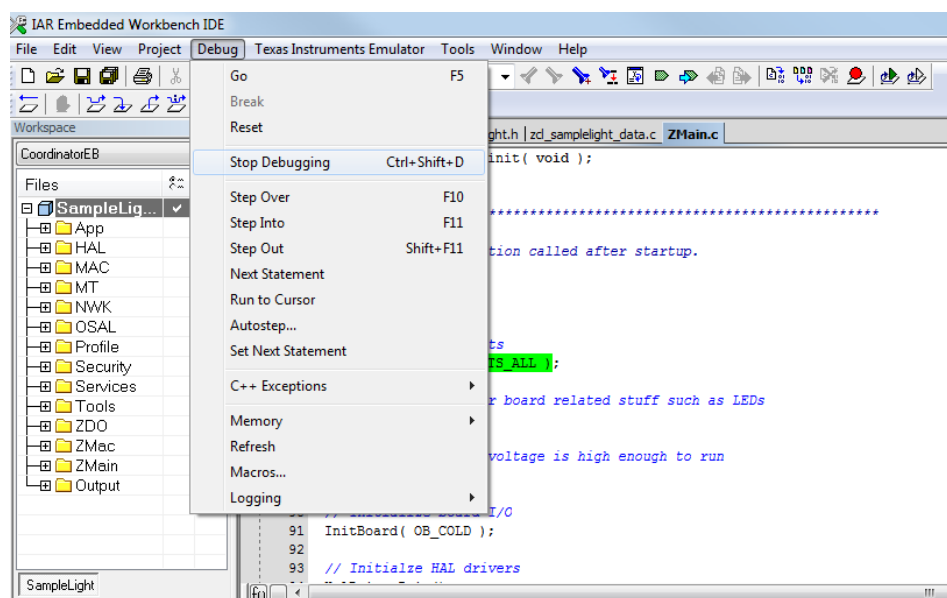 IAR Embedded Workbench IDE
File Edit View Project Debug Texas Instruments Emulator Tools Window Help
Go F5
Break
Reset
Stop Debugging Ctrl+Shift+D
Step Over F10
Step Into F11
Step Out Shift+F11
Next Statement
Run to Cursor
Autostep...
Set Next Statement
C++ Exceptions
Memory
Refresh
Macros...
Logging
Workspace
CoordinatorEB
Files
SampleLig...
App
HAL
MAC
MT
NWK
OSAL
Profile
Security
Services
Tools
ZDO
ZMac
ZMain
Output
SampleLight
ght.h zcl_samplelight_data.c ZMain.c
init( void );
*************************************************
tion called after startup.
ts
TS_ALL );
r board related stuff such as LEDs
voltage is high enough to run
I/O
91 InitBoard( OB_COLD );
92
93 // Initialze HAL drivers